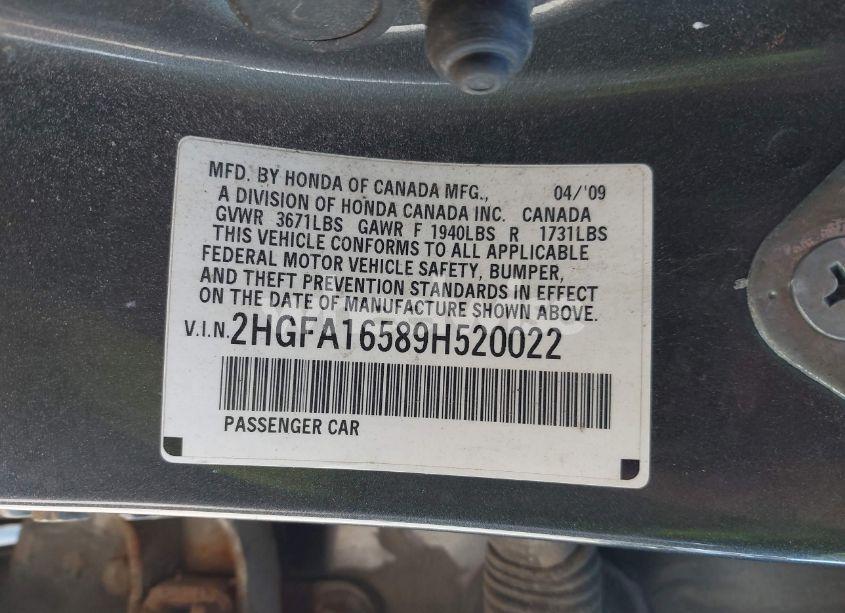 MFD. BY HONDA OF CANADA MFG., 04/'09
A DIVISION OF HONDA CANADA INC. CANADA
GVWR 3671LBS GAWR F 1940LBS R 1731LBS
THIS VEHICLE CONFORMS TO ALL APPLICABLE
FEDERAL MOTOR VEHICLE SAFETY, BUMPER,
AND THEFT PREVENTION STANDARDS IN EFFECT
ON THE DATE OF MANUFACTURE SHOWN ABOVE.
V.I.N. 2HGFA16589H520022
PASSENGER CAR